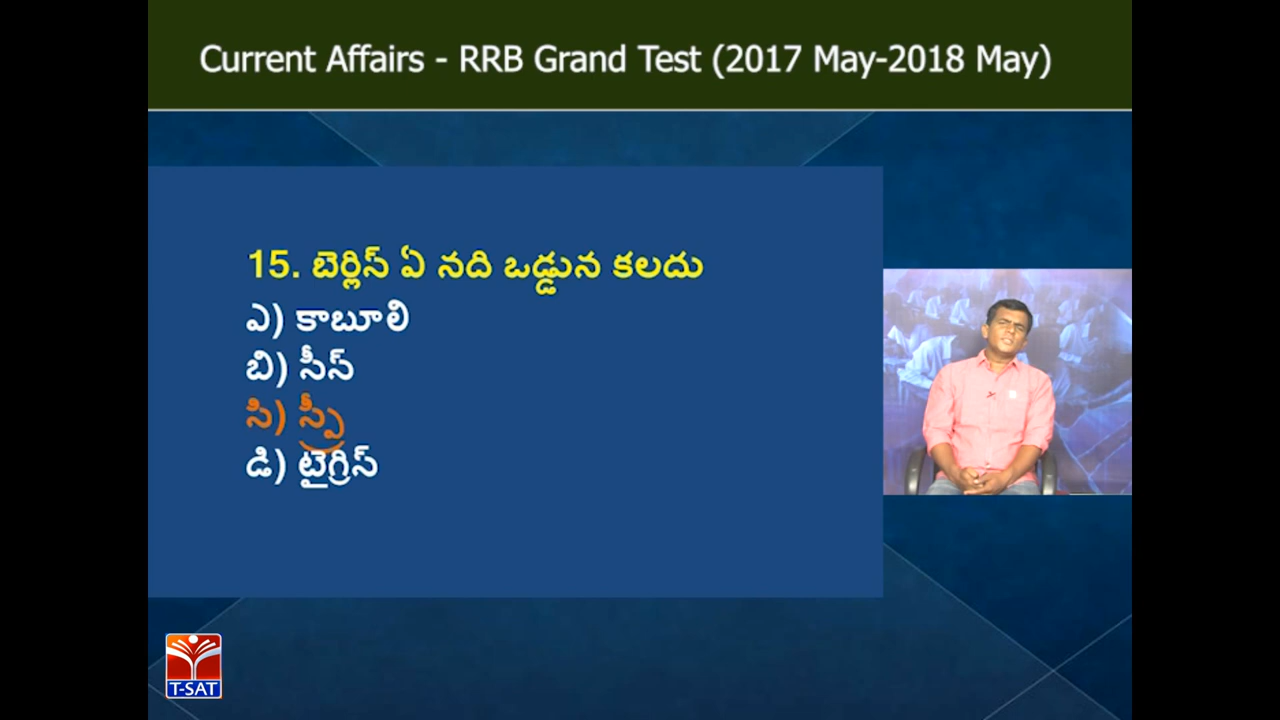 Current Affairs - RRB Grand Test (2017 May-2018 May)
15. బెర్లిస్ ఏ నది ఒడ్డున కలదు
ఎ) కాబూలి
బి) సీస్
సి) స్ప్రీ
డి) టైగ్రిస్
T-SAT